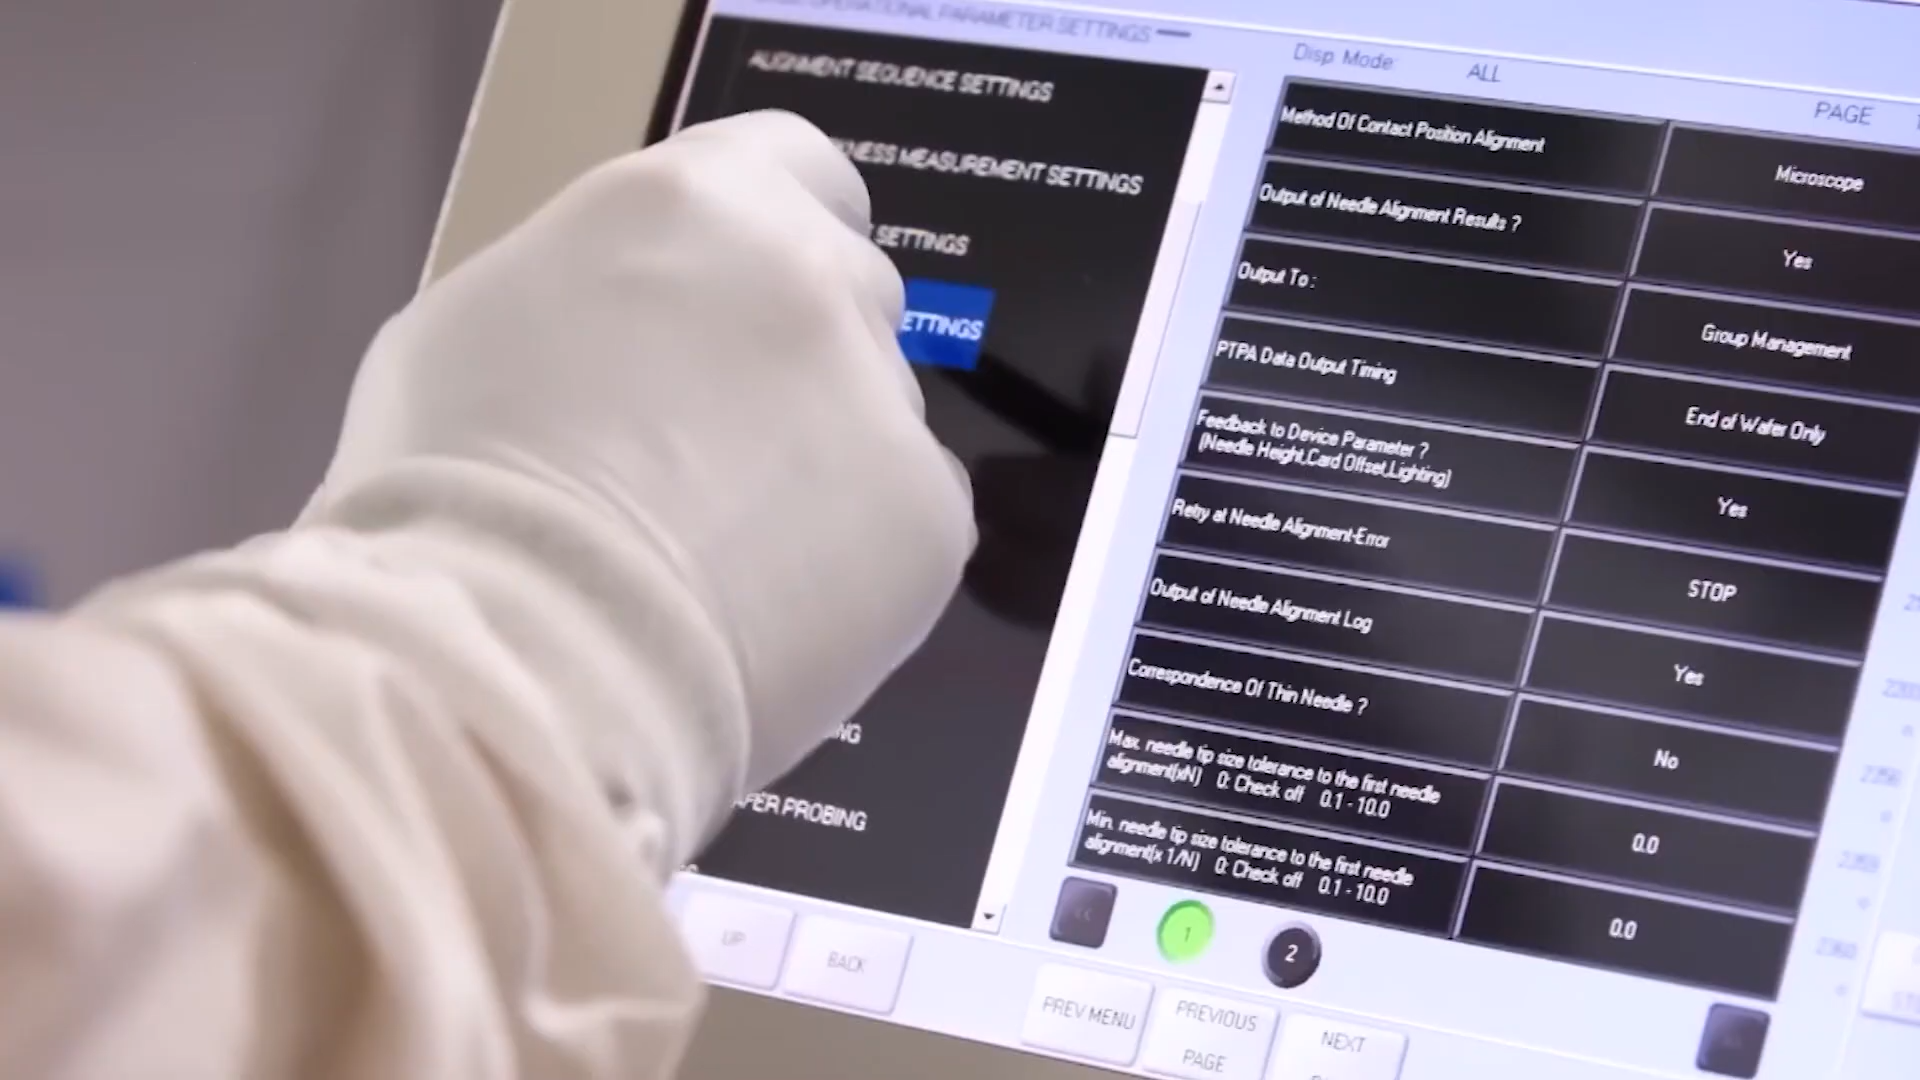 OPERATIONAL PARAMETER SETTINGS
ALIGNMENT SEQUENCE SETTINGS
MEASUREMENT SETTINGS
SETTINGS
PROBING
UP
BACK
Disp. Mode:
ALL
PAGE
Method Of Contact Position Alignment
Microscope
Output of Needle Alignment Results ?
Yes
Output To :
Group Management
PTPA Data Output Timing
End of Wafer Only
Feedback to Device Parameter ?
(Needle Height,Card Offset,Lighting)
Yes
Retry at Needle Alignment-Error
STOP
Output of Needle Alignment Log
Yes
Correspondence Of Thin Needle ?
No
Max. needle tip size tolerance to the first needle
alignment(xN) 0: Check off 0.1 - 10.0
0.0
Min. needle tip size tolerance to the first needle
alignment(x 1/N) 0: Check off 0.1 - 10.0
0.0
1
2
PREV MENU
PREVIOUS
PAGE
NEXT